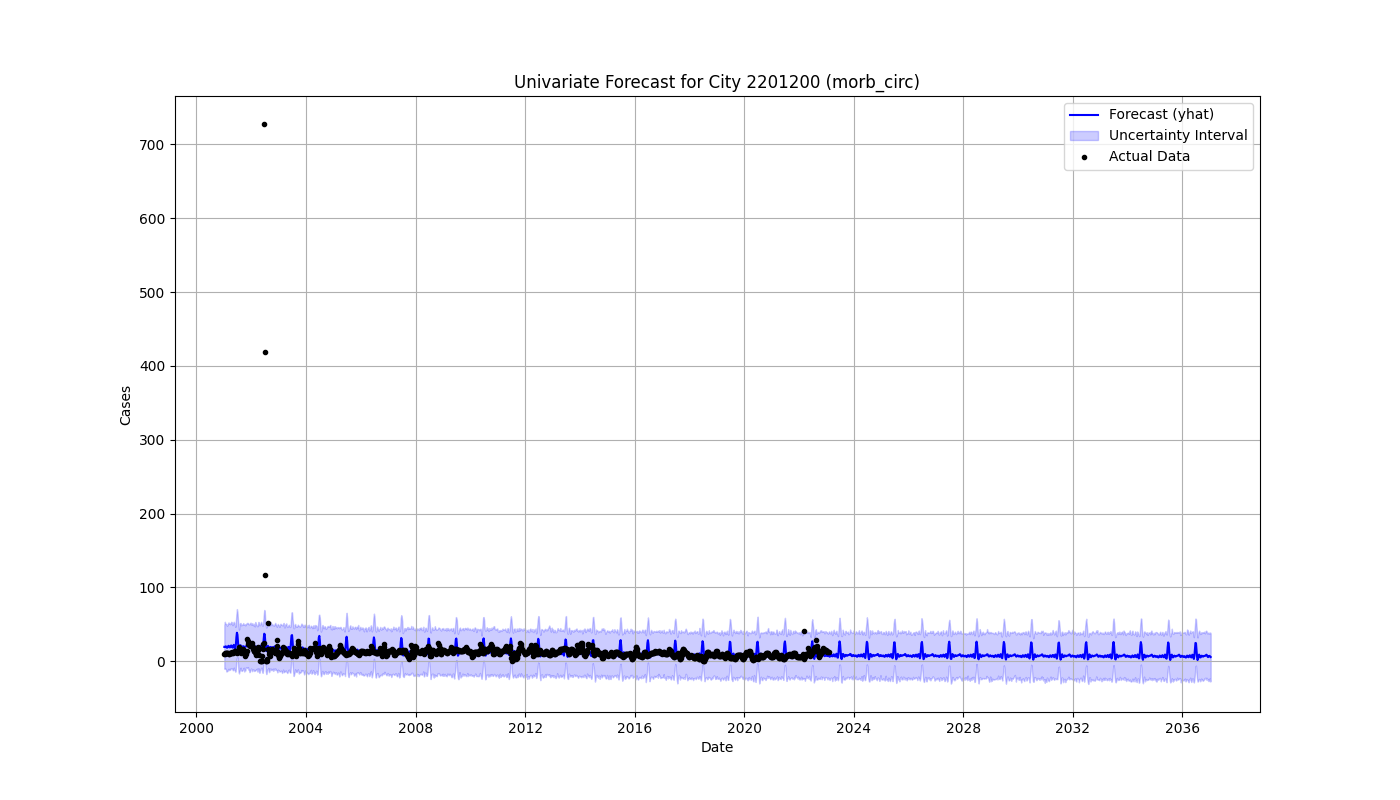 Univariate Forecast for City 2201200 (morb_circ)
Forecast (yhat)
Uncertainty Interval
Actual Data
700
600
500
400
300
200
100
0
Cases
2000 2004 2008 2012 2016 2020 2024 2028 2032 2036
Date